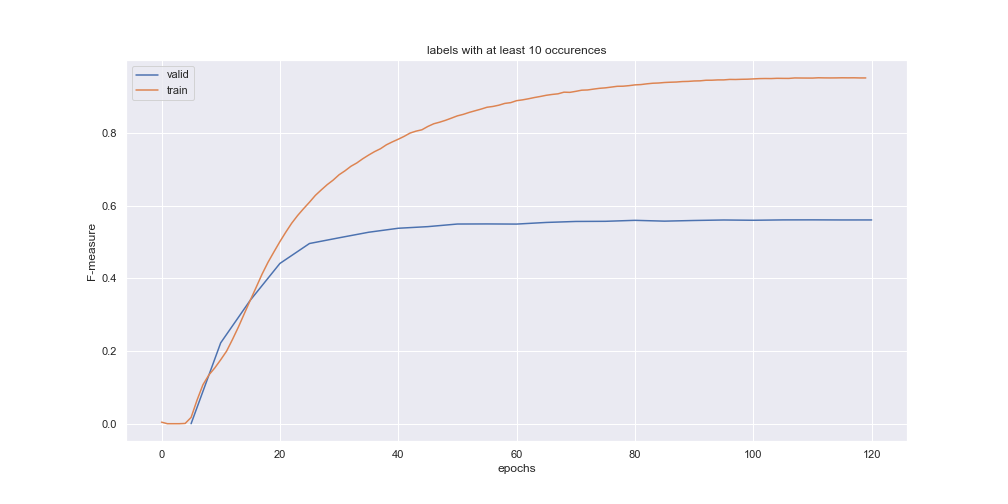 labels with at least 10 occurences
valid
train
F-measure
0.8
0.6
0.4
0.2
0.0
0 20 40 60 80 100 120
epochs